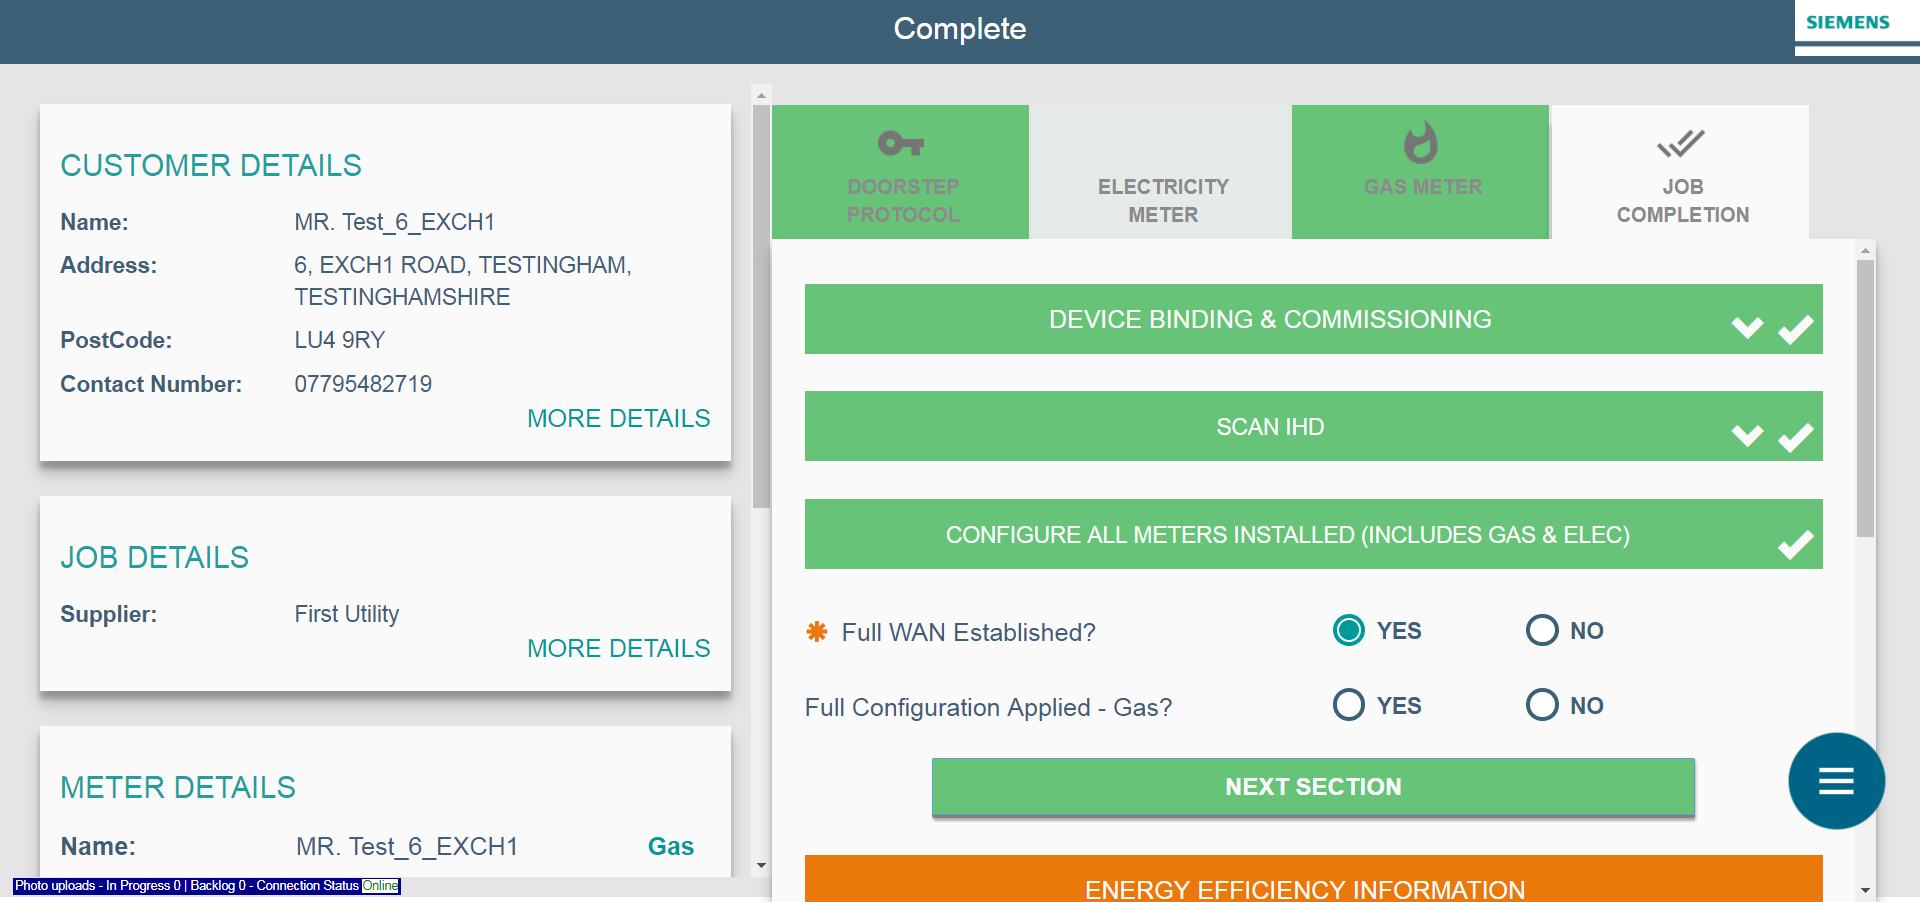 Complete
SIEMENS
CUSTOMER DETAILS
Name: MR. Test_6_EXCH1
Address: 6, EXCH1 ROAD, TESTINGHAM,
TESTINGHAMSHIRE
PostCode: LU4 9RY
Contact Number: 07795482719
MORE DETAILS
JOB DETAILS
Supplier: First Utility
MORE DETAILS
METER DETAILS
Name: MR. Test_6_EXCH1 Gas
Photo uploads - In Progress 0 | Backlog 0 - Connection Status Online
DOORSTEP
PROTOCOL
ELECTRICITY
METER
GAS METER
JOB
COMPLETION
DEVICE BINDING & COMMISSIONING
SCAN IHD
CONFIGURE ALL METERS INSTALLED (INCLUDES GAS & ELEC)
Full WAN Established? YES NO
Full Configuration Applied - Gas? YES NO
NEXT SECTION
ENERGY EFFICIENCY INFORMATION